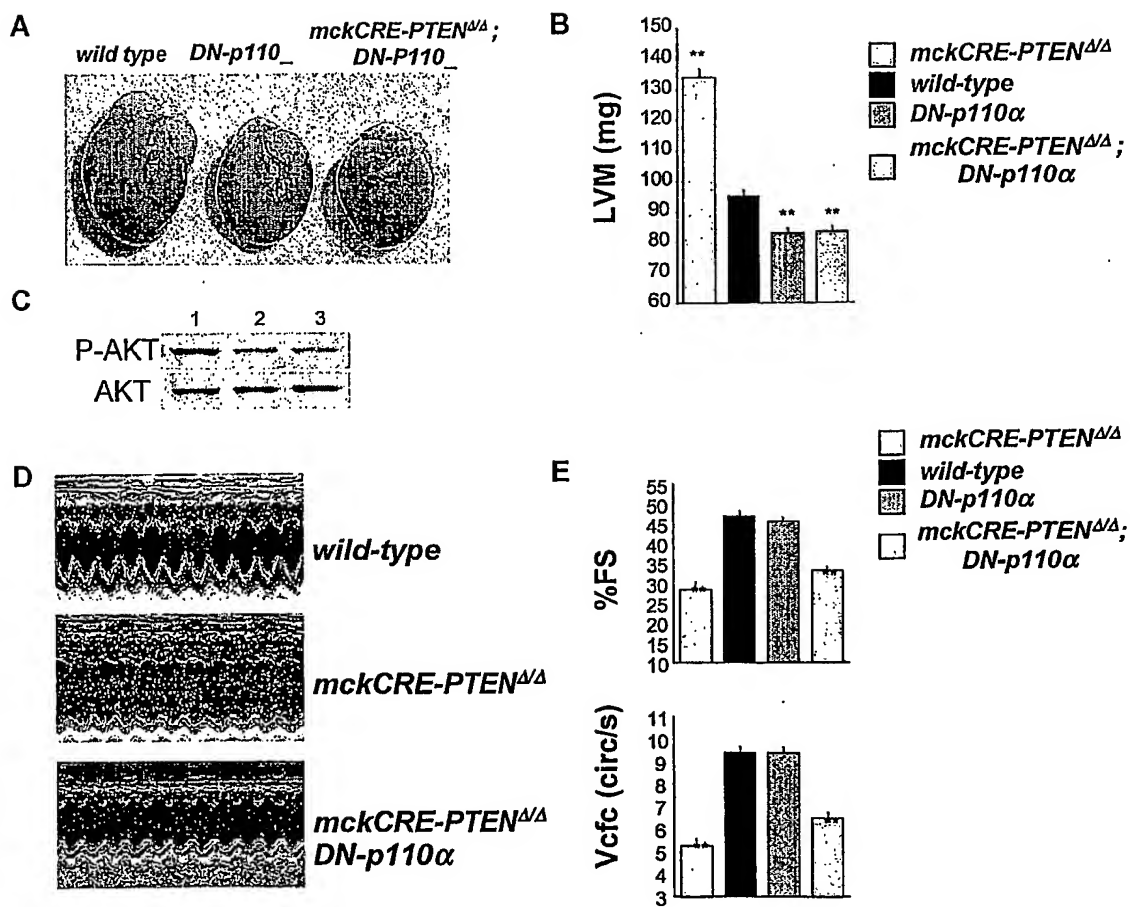 A
wild type
DN-p110_
mckCRE-PTENΔ/Δ;
DN-P110_
B
LVM (mg)
150
140
130
120
110
100
90
80
70
60
**
**
**
mckCRE-PTENΔ/Δ
wild-type
DN-p110α
mckCRE-PTENΔ/Δ;
DN-p110α
C
1 2 3
P-AKT
AKT
D
wild-type
mckCRE-PTENΔ/Δ
mckCRE-PTENΔ/Δ
DN-p110α
E
mckCRE-PTENΔ/Δ
wild-type
DN-p110α
mckCRE-PTENΔ/Δ;
DN-p110α
%FS
55
50
45
40
35
30
25
20
15
10
**
**
Vcfc (circ/s)
11
10
9
8
7
6
5
4
3
**
**